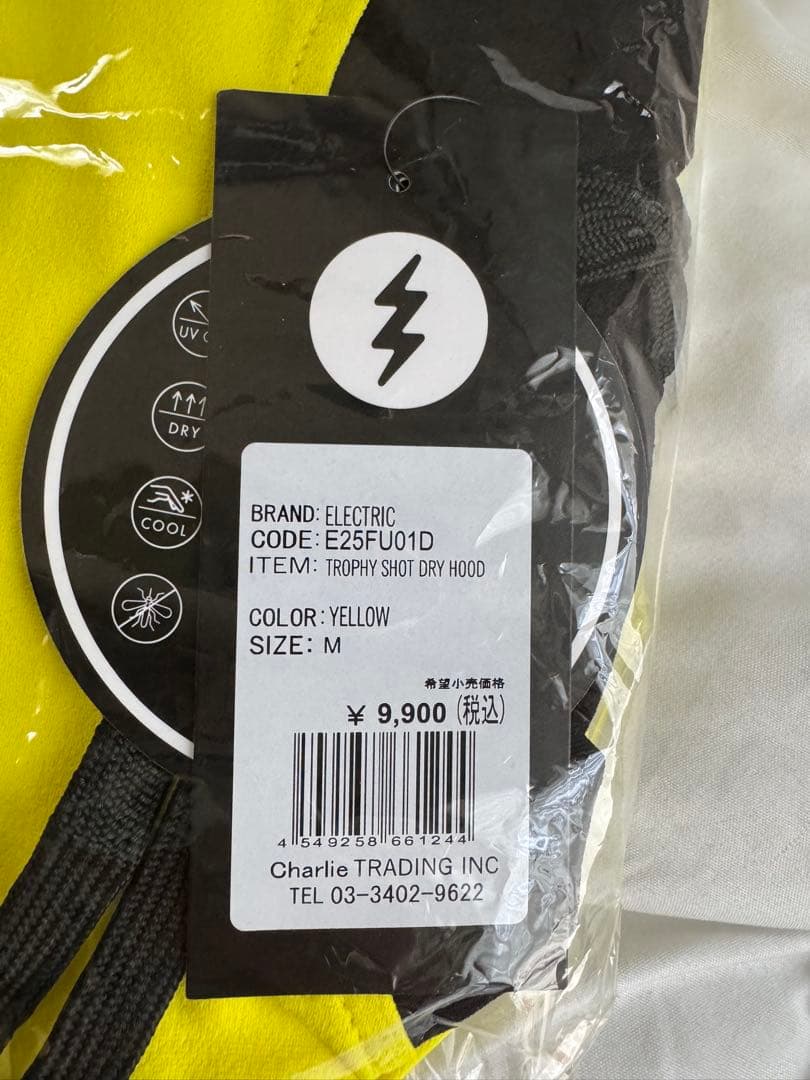 UV
DRY
COOL
BRAND: ELECTRIC
CODE: E25FU01D
ITEM: TROPHY SHOT DRY HOOD
COLOR: YELLOW
SIZE: M
希望小売価格
¥ 9,900 (税込)
4 549258 661244
Charlie TRADING INC
TEL 03-3402-9622